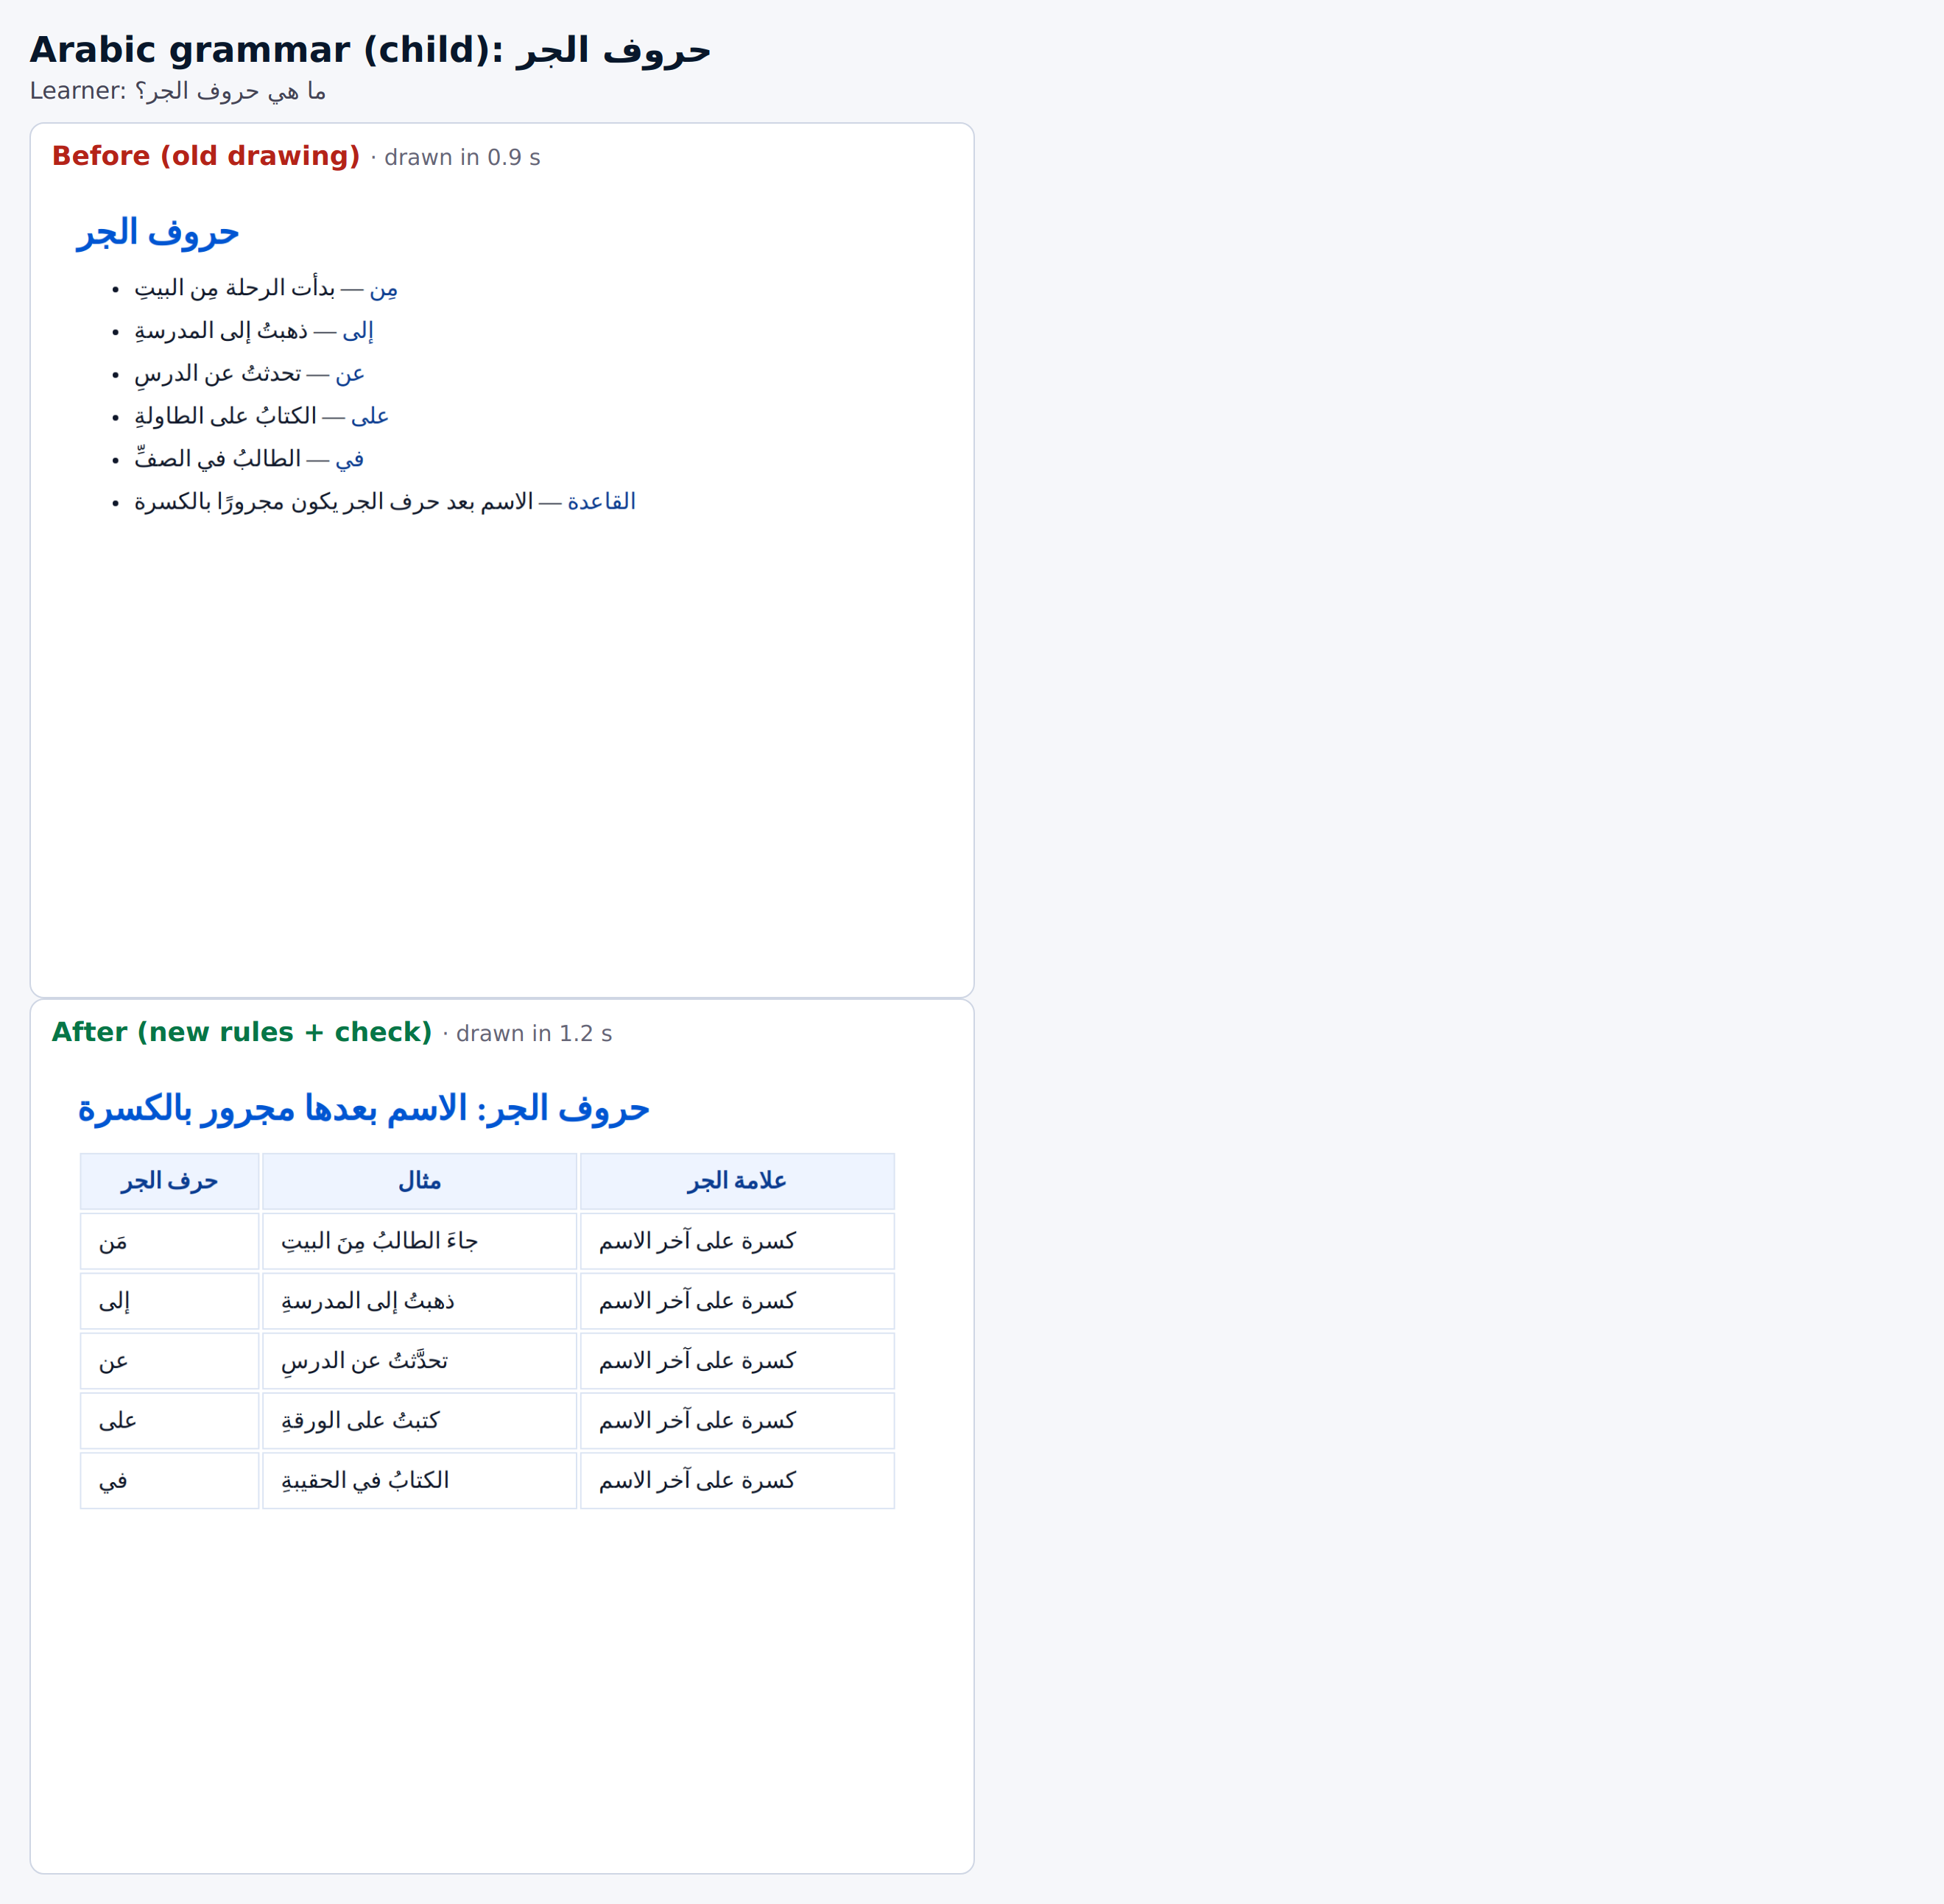 Arabic grammar (child): حروف الجر
Learner: ما هي حروف الجر؟
Before (old drawing) · drawn in 0.9 s
حروف الجر
• مِن — بدأت الرحلة مِن البيتِ
• إلى — ذهبتُ إلى المدرسةِ
• عن — تحدثتُ عن الدرسِ
• على — الكتابُ على الطاولةِ
• في — الطالبُ في الصفِّ
• القاعدة — الاسم بعد حرف الجر يكون مجرورًا بالكسرة
After (new rules + check) · drawn in 1.2 s
حروف الجر: الاسم بعدها مجرور بالكسرة
حرف الجر مثال علامة الجر
مَن جاءَ الطالبُ مِنَ البيتِ كسرة على آخر الاسم
إلى ذهبتُ إلى المدرسةِ كسرة على آخر الاسم
عن تحدَّثتُ عن الدرسِ كسرة على آخر الاسم
على كتبتُ على الورقةِ كسرة على آخر الاسم
في الكتابُ في الحقيبةِ كسرة على آخر الاسم